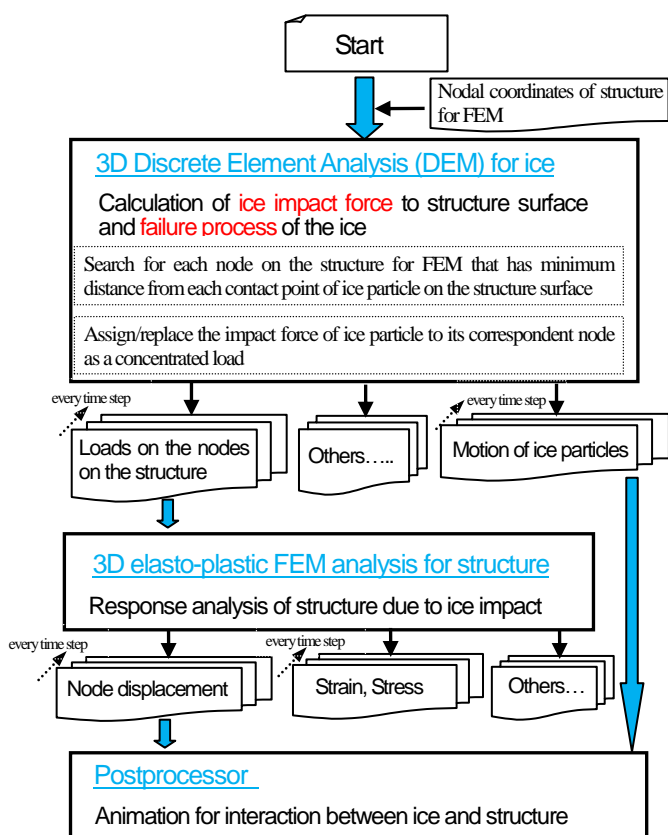 Start
Nodal coordinates of structure
for FEM
3D Discrete Element Analysis (DEM) for ice
Calculation of ice impact force to structure surface
and failure process of the ice
Search for each node on the structure for FEM that has minimum
distance from each contact point of ice particle on the structure surface
Assign/replace the impact force of ice particle to its correspondent node
as a concentrated load
every time step
Loads on the nodes
on the structure
Others…..
every time step
Motion of ice particles
3D elasto-plastic FEM analysis for structure
Response analysis of structure due to ice impact
every time step
Node displacement
every time step
Strain, Stress
Others…
Postprocessor
Animation for interaction between ice and structure